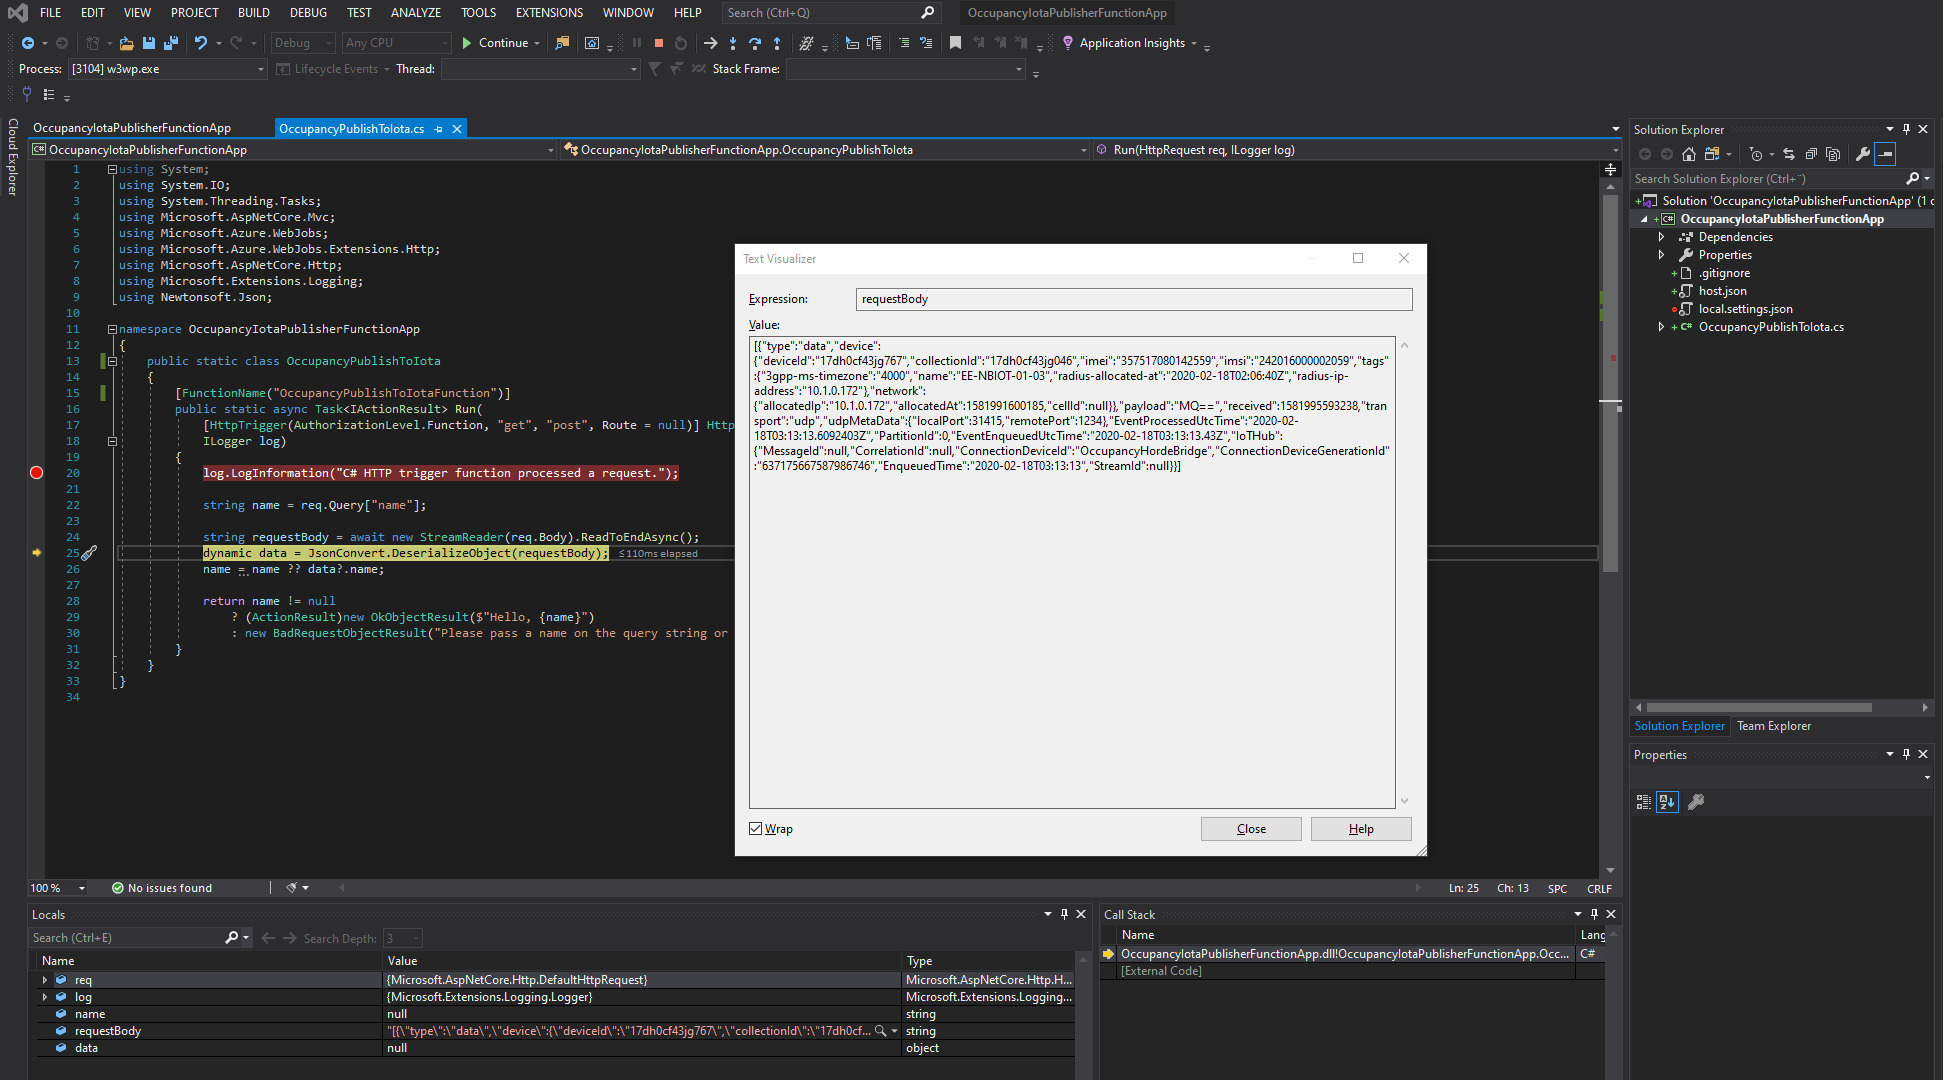 FILE EDIT VIEW PROJECT BUILD DEBUG TEST ANALYZE TOOLS EXTENSIONS WINDOW HELP Search (Ctrl+Q) OccupancyIotaPublisherFunctionApp
Debug Any CPU Continue Application Insights
Process: [3104] w3wp.exe Lifecycle Events Thread: Stack Frame:
Cloud Explorer
OccupancyIotaPublisherFunctionApp OccupancyPublishToIota.cs
C# OccupancyIotaPublisherFunctionApp OccupancyIotaPublisherFunctionApp.OccupancyPublishToIota Run(HttpRequest req, ILogger log)
1 using System;
2 using System.IO;
3 using System.Threading.Tasks;
4 using Microsoft.AspNetCore.Mvc;
5 using Microsoft.Azure.WebJobs;
6 using Microsoft.Azure.WebJobs.Extensions.Http;
7 using Microsoft.AspNetCore.Http;
8 using Microsoft.Extensions.Logging;
9 using Newtonsoft.Json;
10
11 namespace OccupancyIotaPublisherFunctionApp
12 {
13 public static class OccupancyPublishToIota
14 {
15 [FunctionName("OccupancyPublishToIotaFunction")]
16 public static async Task<IActionResult> Run(
17 [HttpTrigger(AuthorizationLevel.Function, "get", "post", Route = null)] Http
18 ILogger log)
19 {
20 log.LogInformation("C# HTTP trigger function processed a request.");
21
22 string name = req.Query["name"];
23
24 string requestBody = await new StreamReader(req.Body).ReadToEndAsync();
25 dynamic data = JsonConvert.DeserializeObject(requestBody); ≤110ms elapsed
26 name = name ?? data?.name;
27
28 return name != null
29 ? (ActionResult)new OkObjectResult($"Hello, {name}")
30 : new BadRequestObjectResult("Please pass a name on the query string or
31 }
32 }
33 }
34
Text Visualizer
Expression: requestBody
Value:
[{"type":"data","device":
{"deviceId":"17dh0cf43jg767","collectionId":"17dh0cf43jg046","imei":"357517080142559","imsi":"242016000002059","tags"
:{"3gpp-ms-timezone":"4000","name":"EE-NBIOT-01-03","radius-allocated-at":"2020-02-18T02:06:40Z","radius-ip-
address":"10.1.0.172"},"network":
{"allocatedIp":"10.1.0.172","allocatedAt":1581991600185,"cellId":null}},"payload":"MQ==","received":1581995593238,"tran
sport":"udp","udpMetaData":{"localPort":31415,"remotePort":1234},"EventProcessedUtcTime":"2020-02-
18T03:13:13.6092403Z","PartitionId":0,"EventEnqueuedUtcTime":"2020-02-18T03:13:13.43Z","IoTHub":
{"MessageId":null,"CorrelationId":null,"ConnectionDeviceId":"OccupancyHordeBridge","ConnectionDeviceGenerationId"
:"637175667587986746","EnqueuedTime":"2020-02-18T03:13:13","StreamId":null}}]
Wrap Close Help
100 % No issues found Ln: 25 Ch: 13 SPC CRLF
Solution Explorer
Search Solution Explorer (Ctrl+¨)
Solution 'OccupancyIotaPublisherFunctionApp' (1 c
C# OccupancyIotaPublisherFunctionApp
Dependencies
Properties
.gitignore
host.json
local.settings.json
C# OccupancyPublishToIota.cs
Solution Explorer Team Explorer
Properties
Locals
Search (Ctrl+E) Search Depth: 3
Name Value Type
req {Microsoft.AspNetCore.Http.DefaultHttpRequest} Microsoft.AspNetCore.Http.H...
log {Microsoft.Extensions.Logging.Logger} Microsoft.Extensions.Logging...
name null string
requestBody "[{\"type\":\"data\",\"device\":{\"deviceId\":\"17dh0cf43jg767\",\"collectionId\":\"17dh0cf... string
data null object
Call Stack
Name Lang
OccupancyIotaPublisherFunctionApp.dll!OccupancyIotaPublisherFunctionApp.Occ... C#
[External Code]